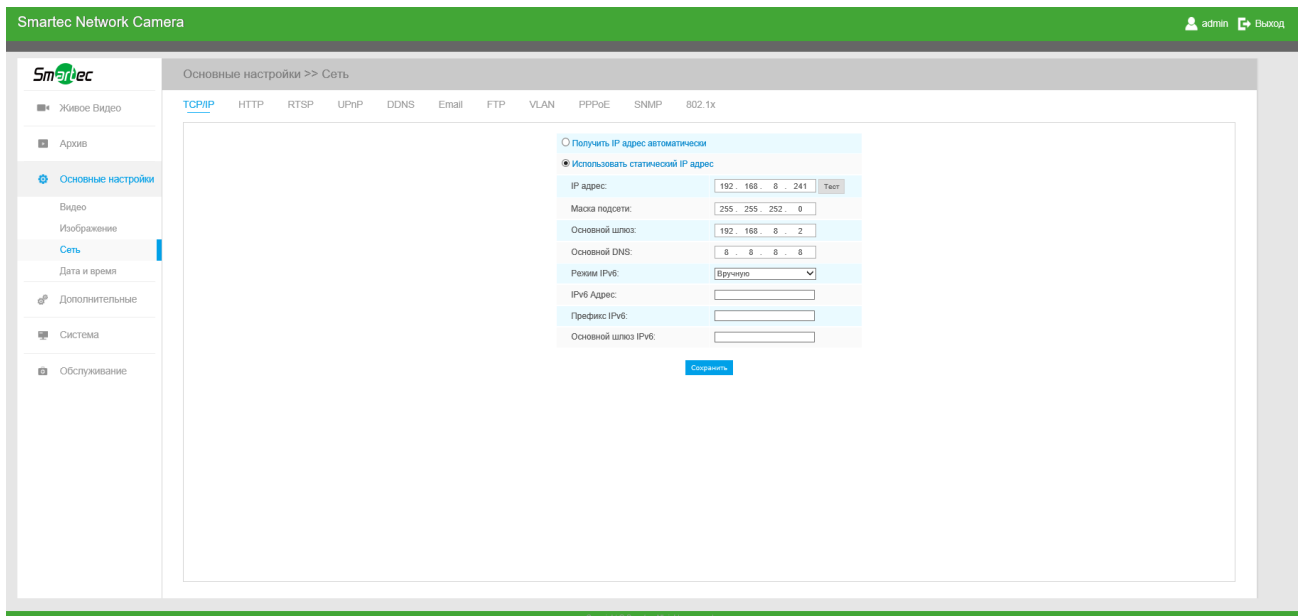 Smartec Network Camera
admin Выход
Smartec
Основные настройки >> Сеть
Живое Видео
Архив
Основные настройки
Видео
Изображение
Сеть
Дата и время
Дополнительные
Система
Обслуживание
TCP/IP HTTP RTSP UPnP DDNS Email FTP VLAN PPPoE SNMP 802.1x
Получить IP адрес автоматически
Использовать статический IP адрес
IP адрес: 192 . 168 . 8 . 241 Тест
Маска подсети: 255 . 255 . 252 . 0
Основной шлюз: 192 . 168 . 8 . 2
Основной DNS: 8 . 8 . 8 . 8
Режим IPv6: Вручную
IPv6 Адрес:
Префикс IPv6:
Основной шлюз IPv6:
Сохранить